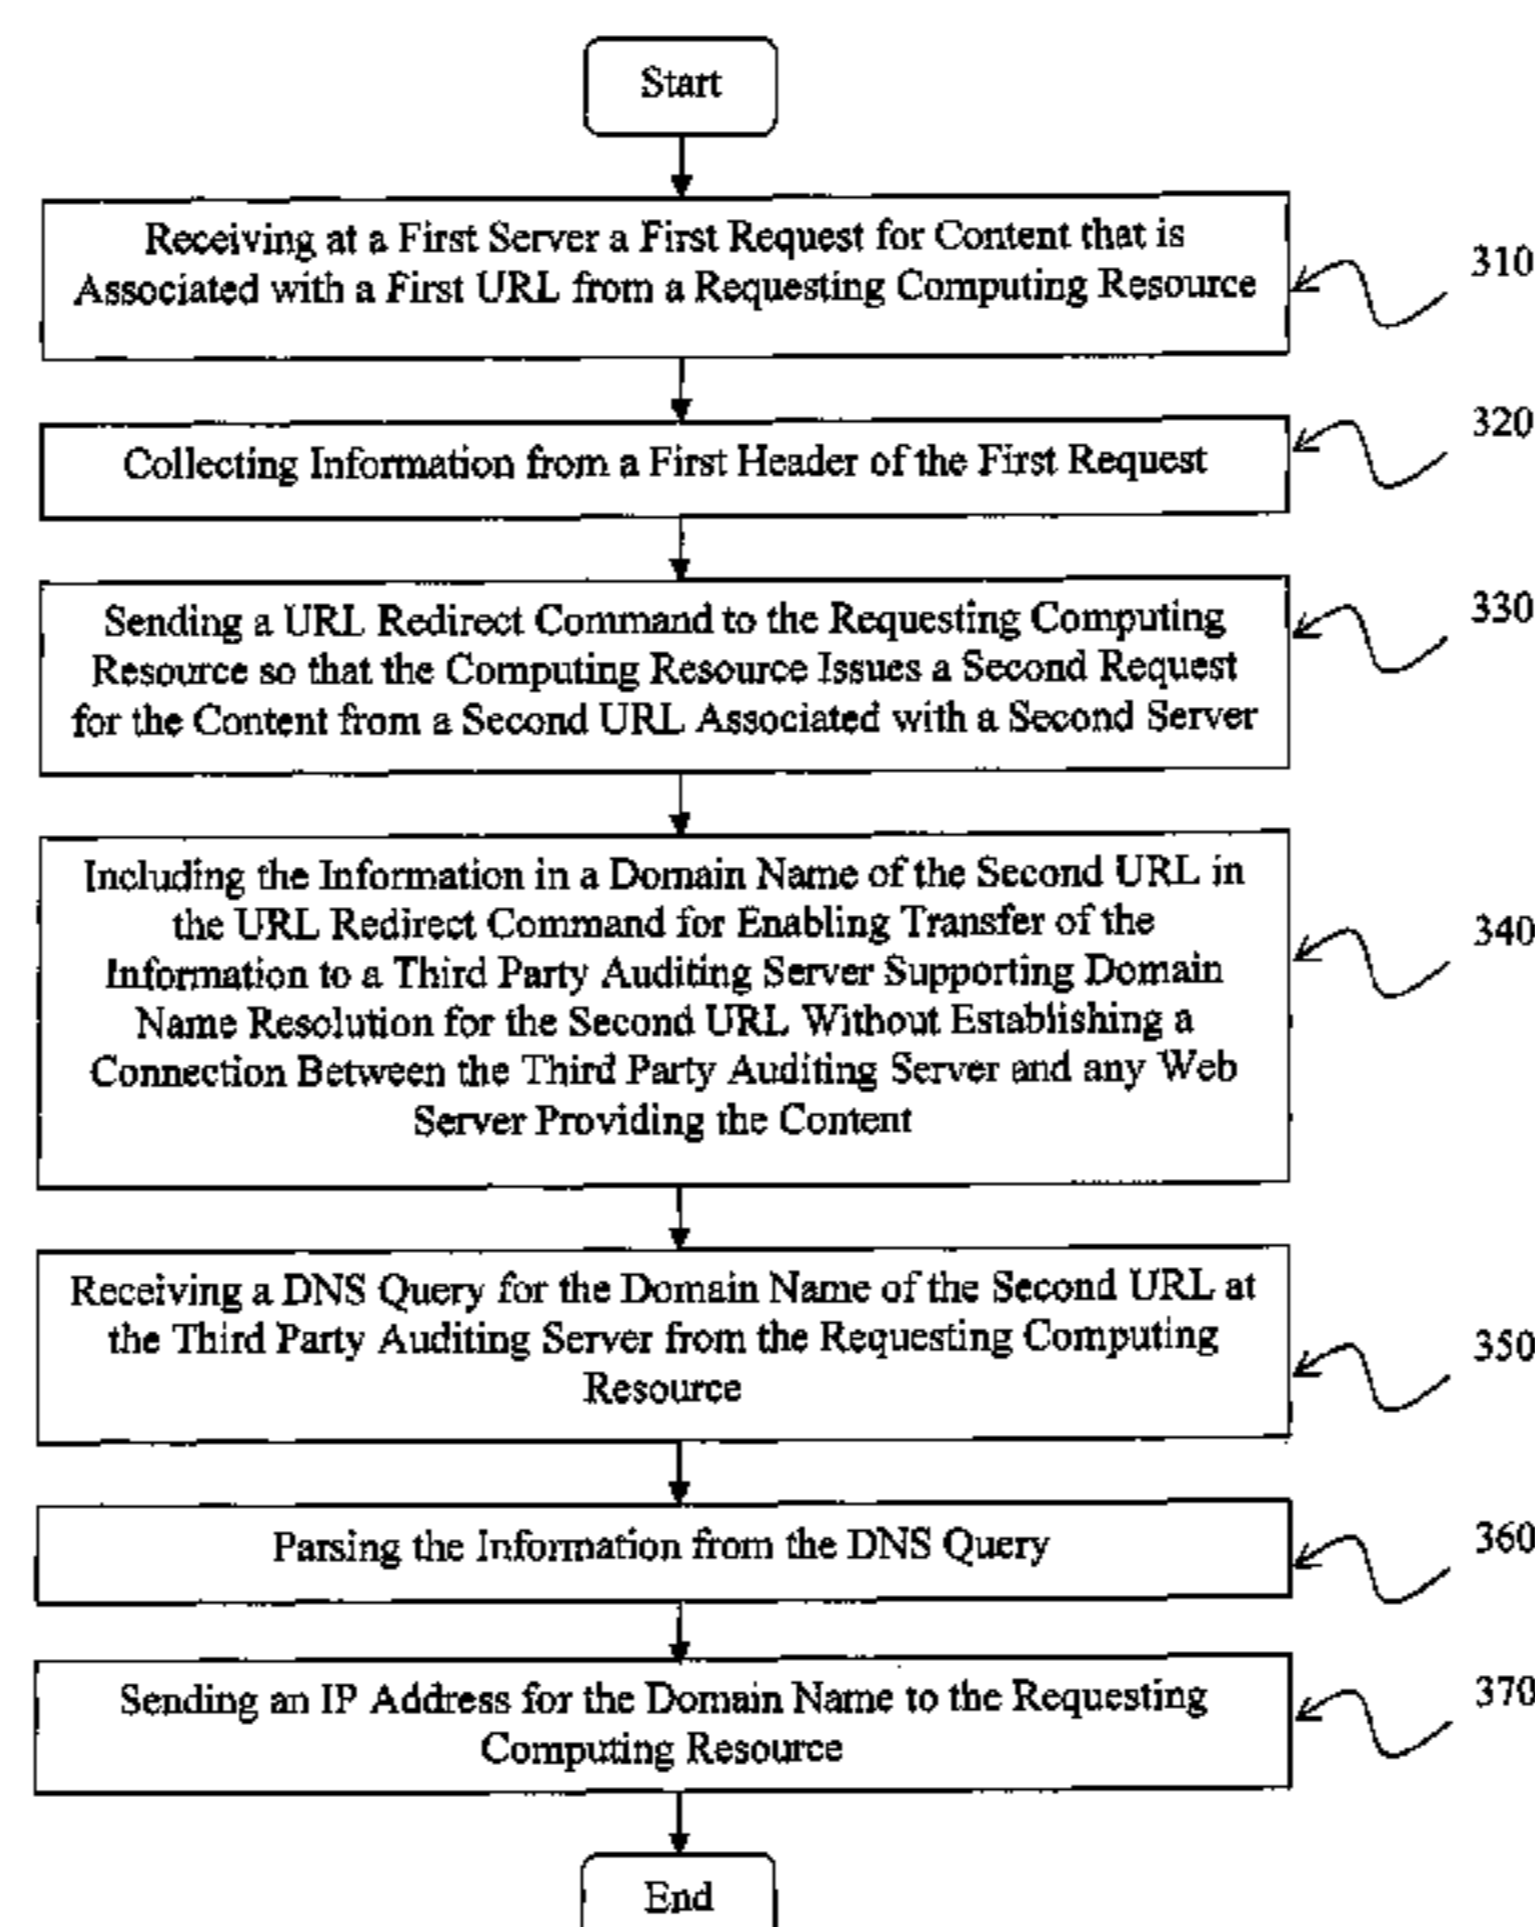 Start
Receiving at a First Server a First Request for Content that is
Associated with a First URL from a Requesting Computing Resource
310
Collecting Information from a First Header of the First Request
320
Sending a URL Redirect Command to the Requesting Computing
Resource so that the Computing Resource Issues a Second Request
for the Content from a Second URL Associated with a Second Server
330
Including the Information in a Domain Name of the Second URL in
the URL Redirect Command for Enabling Transfer of the
Information to a Third Party Auditing Server Supporting Domain
Name Resolution for the Second URL Without Establishing a
Connection Between the Third Party Auditing Server and any Web
Server Providing the Content
340
Receiving a DNS Query for the Domain Name of the Second URL at
the Third Party Auditing Server from the Requesting Computing
Resource
350
Parsing the Information from the DNS Query
360
Sending an IP Address for the Domain Name to the Requesting
Computing Resource
370
End